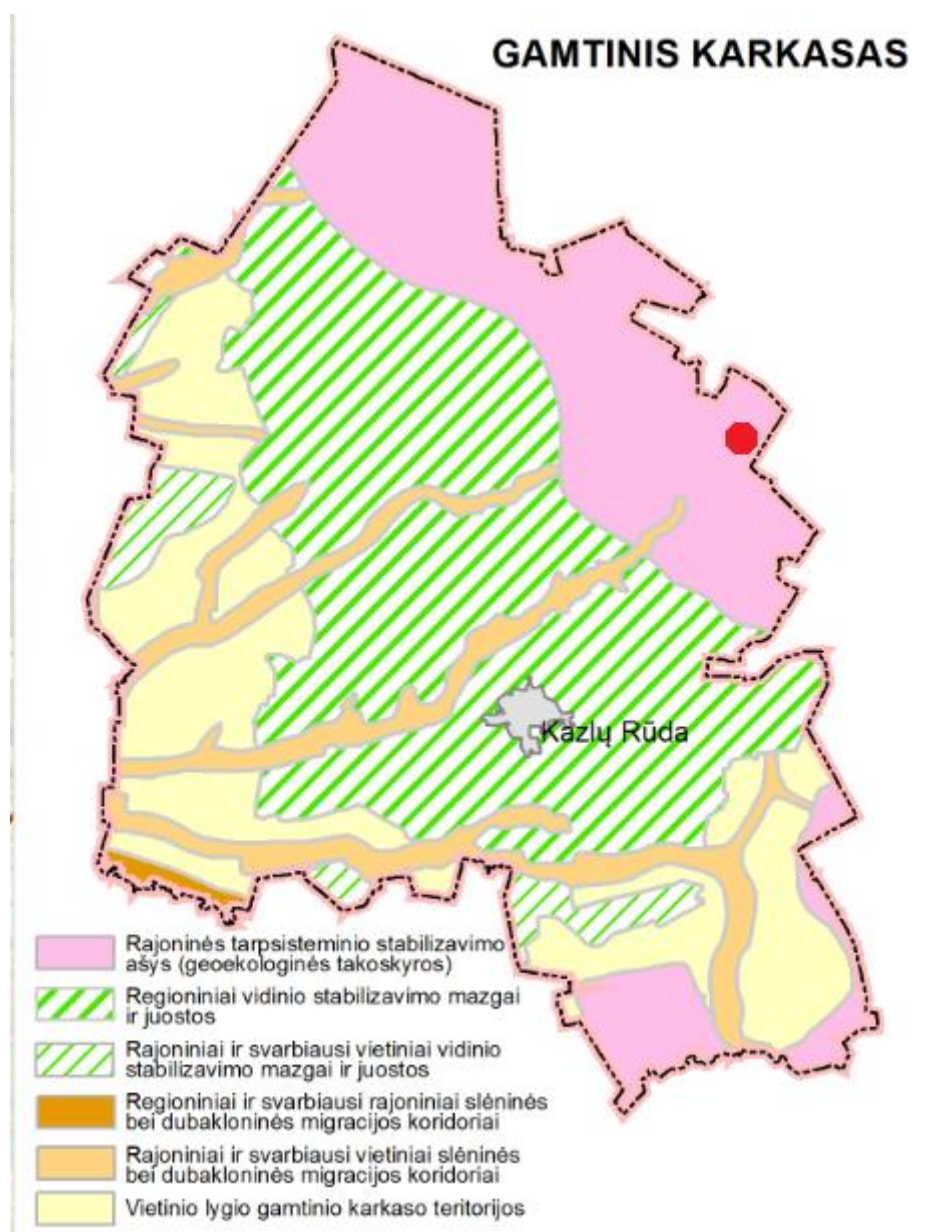 GAMTINIS KARKASAS
Kazlų Rūda
Rajoninės tarpsisteminio stabilizavimo
ašys (geoekologinės takoskyros)
Regioniniai vidinio stabilizavimo mazgai
ir juostos
Rajoniniai ir svarbiausi vietiniai vidinio
stabilizavimo mazgai ir juostos
Regioniniai ir svarbiausi rajoniniai slėninės
bei dubakloninės migracijos koridoriai
Rajoniniai ir svarbiausi vietiniai slėninės
bei dubakloninės migracijos koridoriai
Vietinio lygio gamtinio karkaso teritorijos